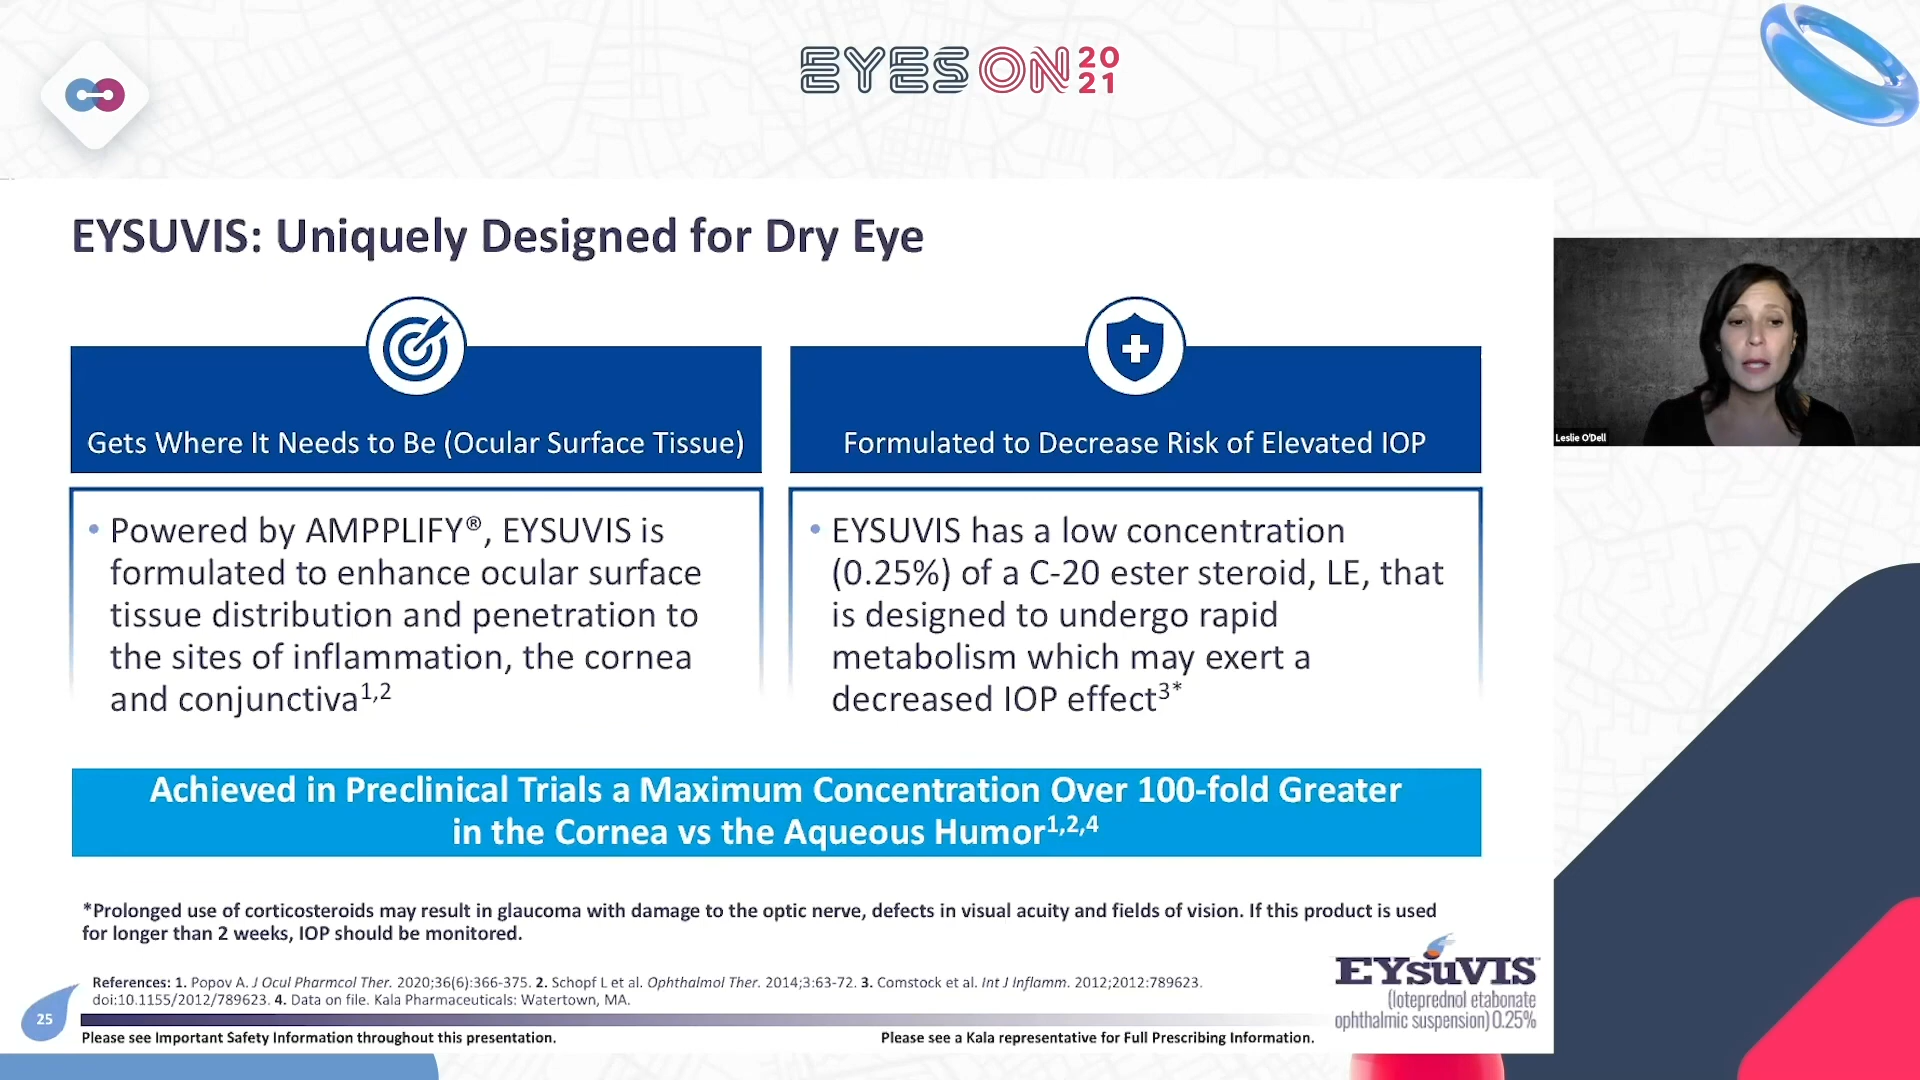 EYES ON 20
21
EYSUVIS: Uniquely Designed for Dry Eye
Gets Where It Needs to Be (Ocular Surface Tissue)
• Powered by AMPPLIFY®, EYSUVIS is
formulated to enhance ocular surface
tissue distribution and penetration to
the sites of inflammation, the cornea
and conjunctiva1,2
Formulated to Decrease Risk of Elevated IOP
• EYSUVIS has a low concentration
(0.25%) of a C-20 ester steroid, LE, that
is designed to undergo rapid
metabolism which may exert a
decreased IOP effect3*
Leslie O'Dell
Achieved in Preclinical Trials a Maximum Concentration Over 100-fold Greater
in the Cornea vs the Aqueous Humor1,2,4
*Prolonged use of corticosteroids may result in glaucoma with damage to the optic nerve, defects in visual acuity and fields of vision. If this product is used
for longer than 2 weeks, IOP should be monitored.
References: 1. Popov A. J Ocul Pharmcol Ther. 2020;36(6):366-375. 2. Schopf L et al. Ophthalmol Ther. 2014;3:63-72. 3. Comstock et al. Int J Inflamm. 2012;2012:789623.
doi:10.1155/2012/789623. 4. Data on file. Kala Pharmaceuticals: Watertown, MA.
EYSUVIS™
(loteprednol etabonate
ophthalmic suspension) 0.25%
25
Please see Important Safety Information throughout this presentation.
Please see a Kala representative for Full Prescribing Information.